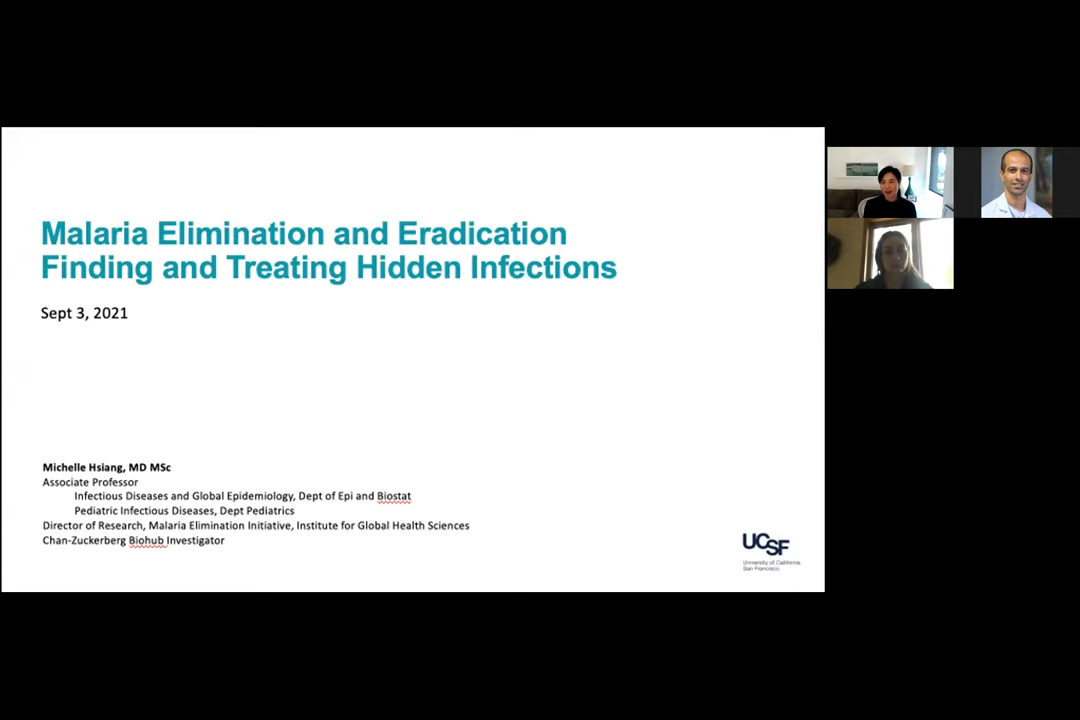 Malaria Elimination and Eradication
Finding and Treating Hidden Infections
Sept 3, 2021
Michelle Hsiang, MD MSc
Associate Professor
Infectious Diseases and Global Epidemiology, Dept of Epi and Biostat
Pediatric Infectious Diseases, Dept Pediatrics
Director of Research, Malaria Elimination Initiative, Institute for Global Health Sciences
Chan-Zuckerberg Biohub Investigator
UCSF
University of California
San Francisco